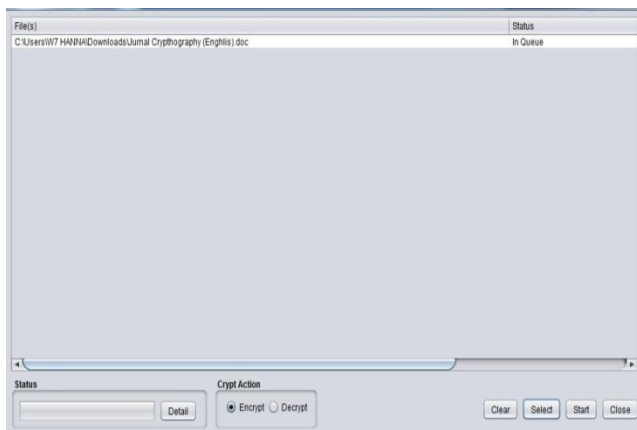 File(s) Status
C:\Users\W7 HANNA\Downloads\Jurnal Crypthography (Enghlis).doc In Queue
Status Crypt Action
Detail Encrypt Decrypt Clear Select Start Close